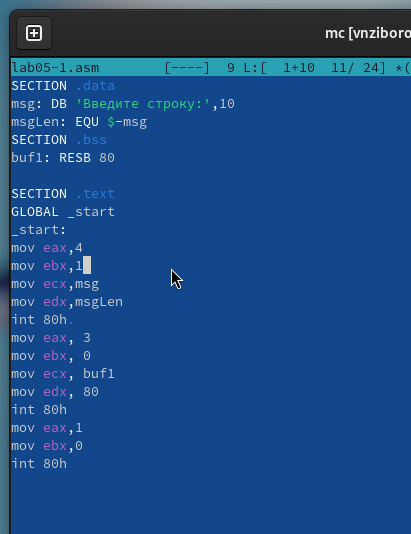 mc [vnziboro
lab05-1.asm [----] 9 L:[ 1+10 11/ 24] *(
SECTION .data
msg: DB 'Введите строку:',10
msgLen: EQU $-msg
SECTION .bss
buf1: RESB 80
SECTION .text
GLOBAL _start
_start:
mov eax,4
mov ebx,1
mov ecx,msg
mov edx,msgLen
int 80h.
mov eax, 3
mov ebx, 0
mov ecx, buf1
mov edx, 80
int 80h
mov eax,1
mov ebx,0
int 80h